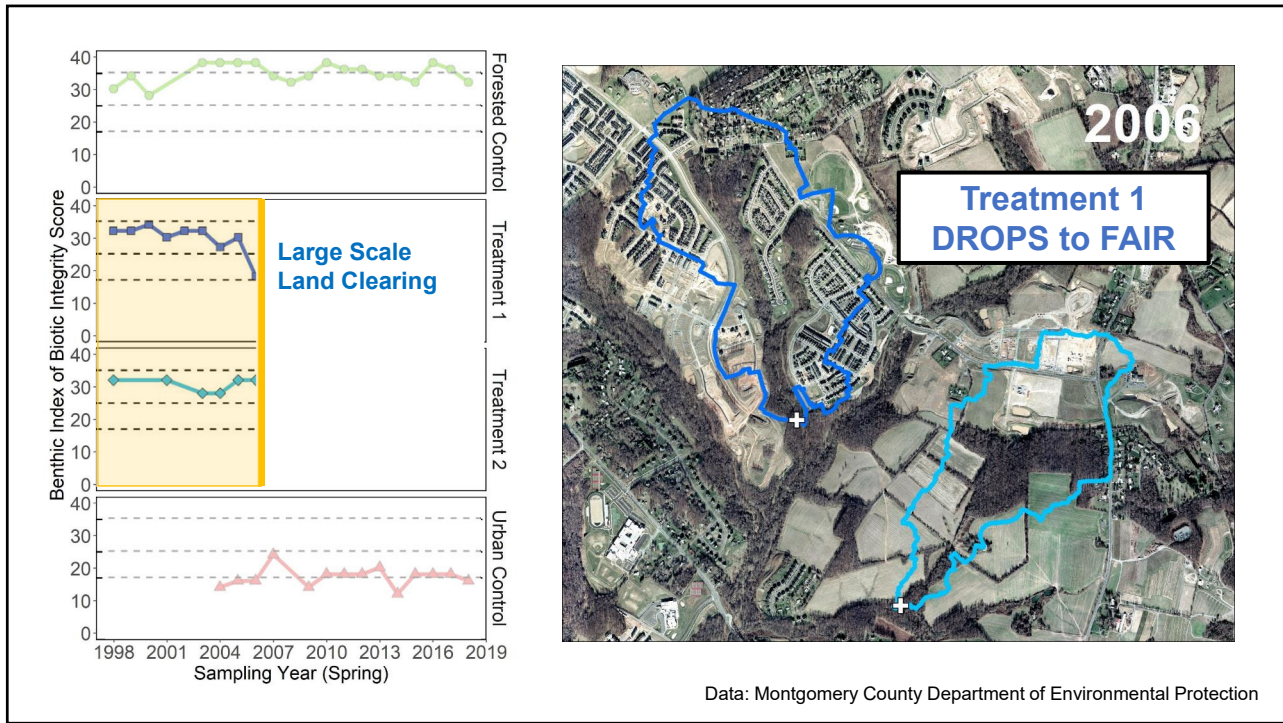 40
30
20
10
0
Forested Control
40
30
20
10
0
Treatment 1
Large Scale
Land Clearing
40
30
20
10
0
Treatment 2
40
30
20
10
0
Urban Control
Benthic Index of Biotic Integrity Score
1998 2001 2004 2007 2010 2013 2016 2019
Sampling Year (Spring)
2006
Treatment 1
DROPS to FAIR
Data: Montgomery County Department of Environmental Protection